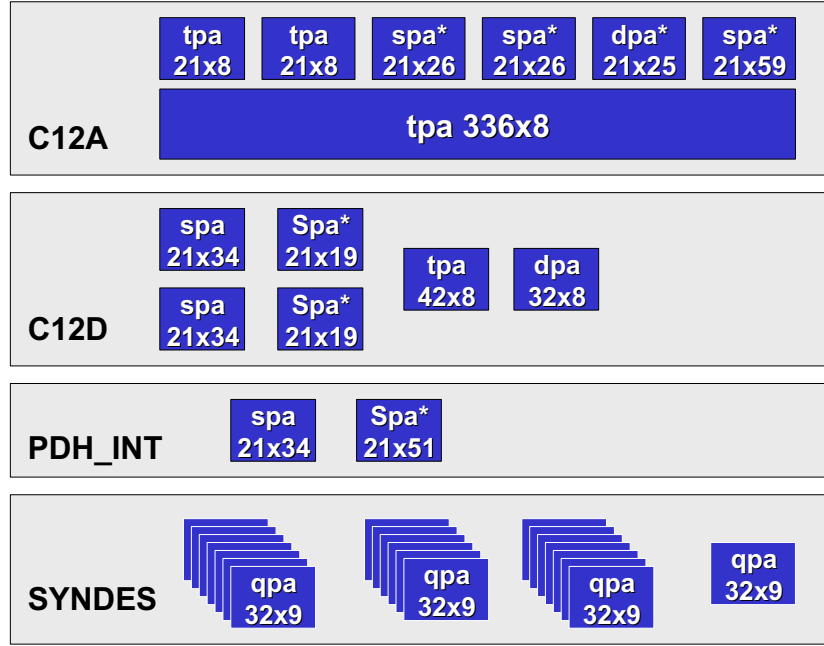 tpa tpa spa* spa* dpa* spa*
21x8 21x8 21x26 21x26 21x25 21x59
C12A
tpa 336x8
spa Spa*
21x34 21x19
tpa dpa
42x8 32x8
C12D
spa Spa*
21x34 21x19
PDH_INT
spa Spa*
21x34 21x51
SYNDES
qpa qpa qpa qpa
32x9 32x9 32x9 32x9